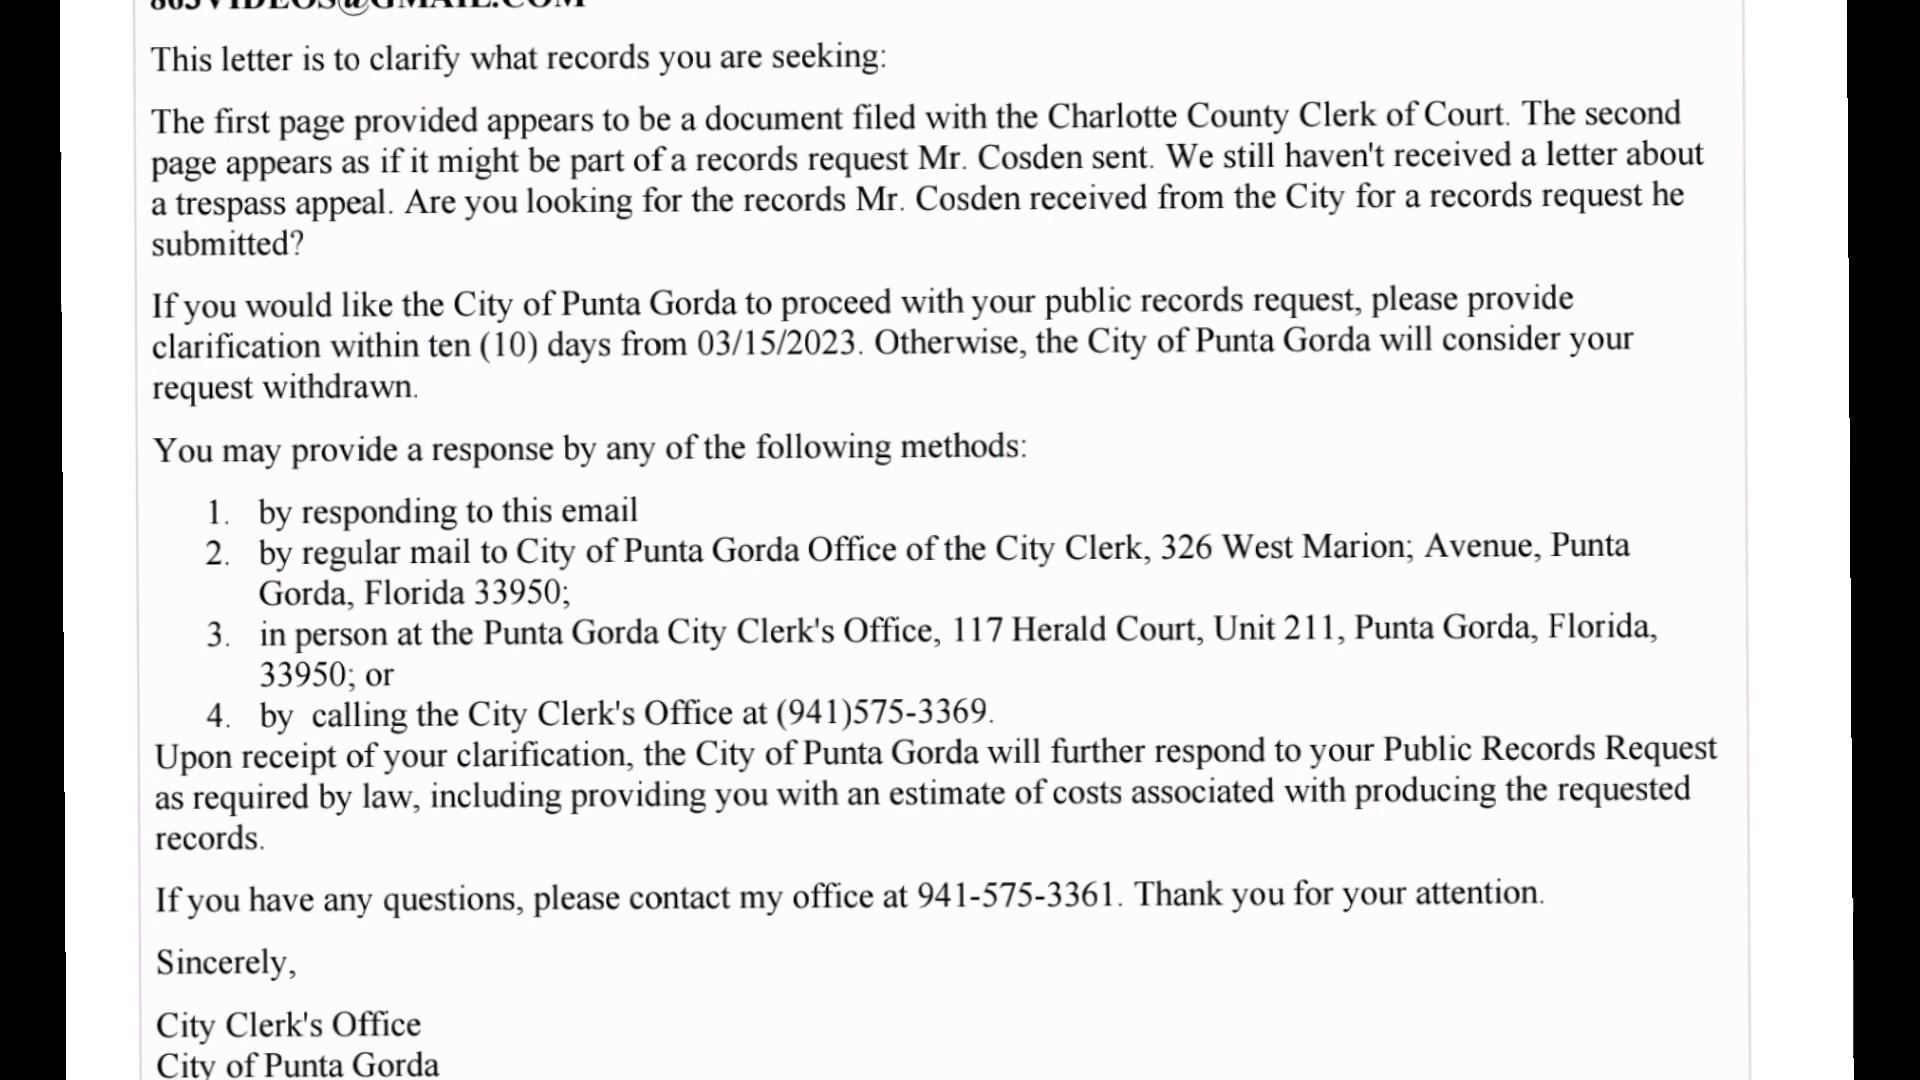 863VIDEOS@GMAIL.COM
This letter is to clarify what records you are seeking:
The first page provided appears to be a document filed with the Charlotte County Clerk of Court. The second
page appears as if it might be part of a records request Mr. Cosden sent. We still haven't received a letter about
a trespass appeal. Are you looking for the records Mr. Cosden received from the City for a records request he
submitted?
If you would like the City of Punta Gorda to proceed with your public records request, please provide
clarification within ten (10) days from 03/15/2023. Otherwise, the City of Punta Gorda will consider your
request withdrawn.
You may provide a response by any of the following methods:
1. by responding to this email
2. by regular mail to City of Punta Gorda Office of the City Clerk, 326 West Marion; Avenue, Punta
Gorda, Florida 33950;
3. in person at the Punta Gorda City Clerk's Office, 117 Herald Court, Unit 211, Punta Gorda, Florida,
33950; or
4. by calling the City Clerk's Office at (941)575-3369.
Upon receipt of your clarification, the City of Punta Gorda will further respond to your Public Records Request
as required by law, including providing you with an estimate of costs associated with producing the requested
records.
If you have any questions, please contact my office at 941-575-3361. Thank you for your attention.
Sincerely,
City Clerk's Office
City of Punta Gorda